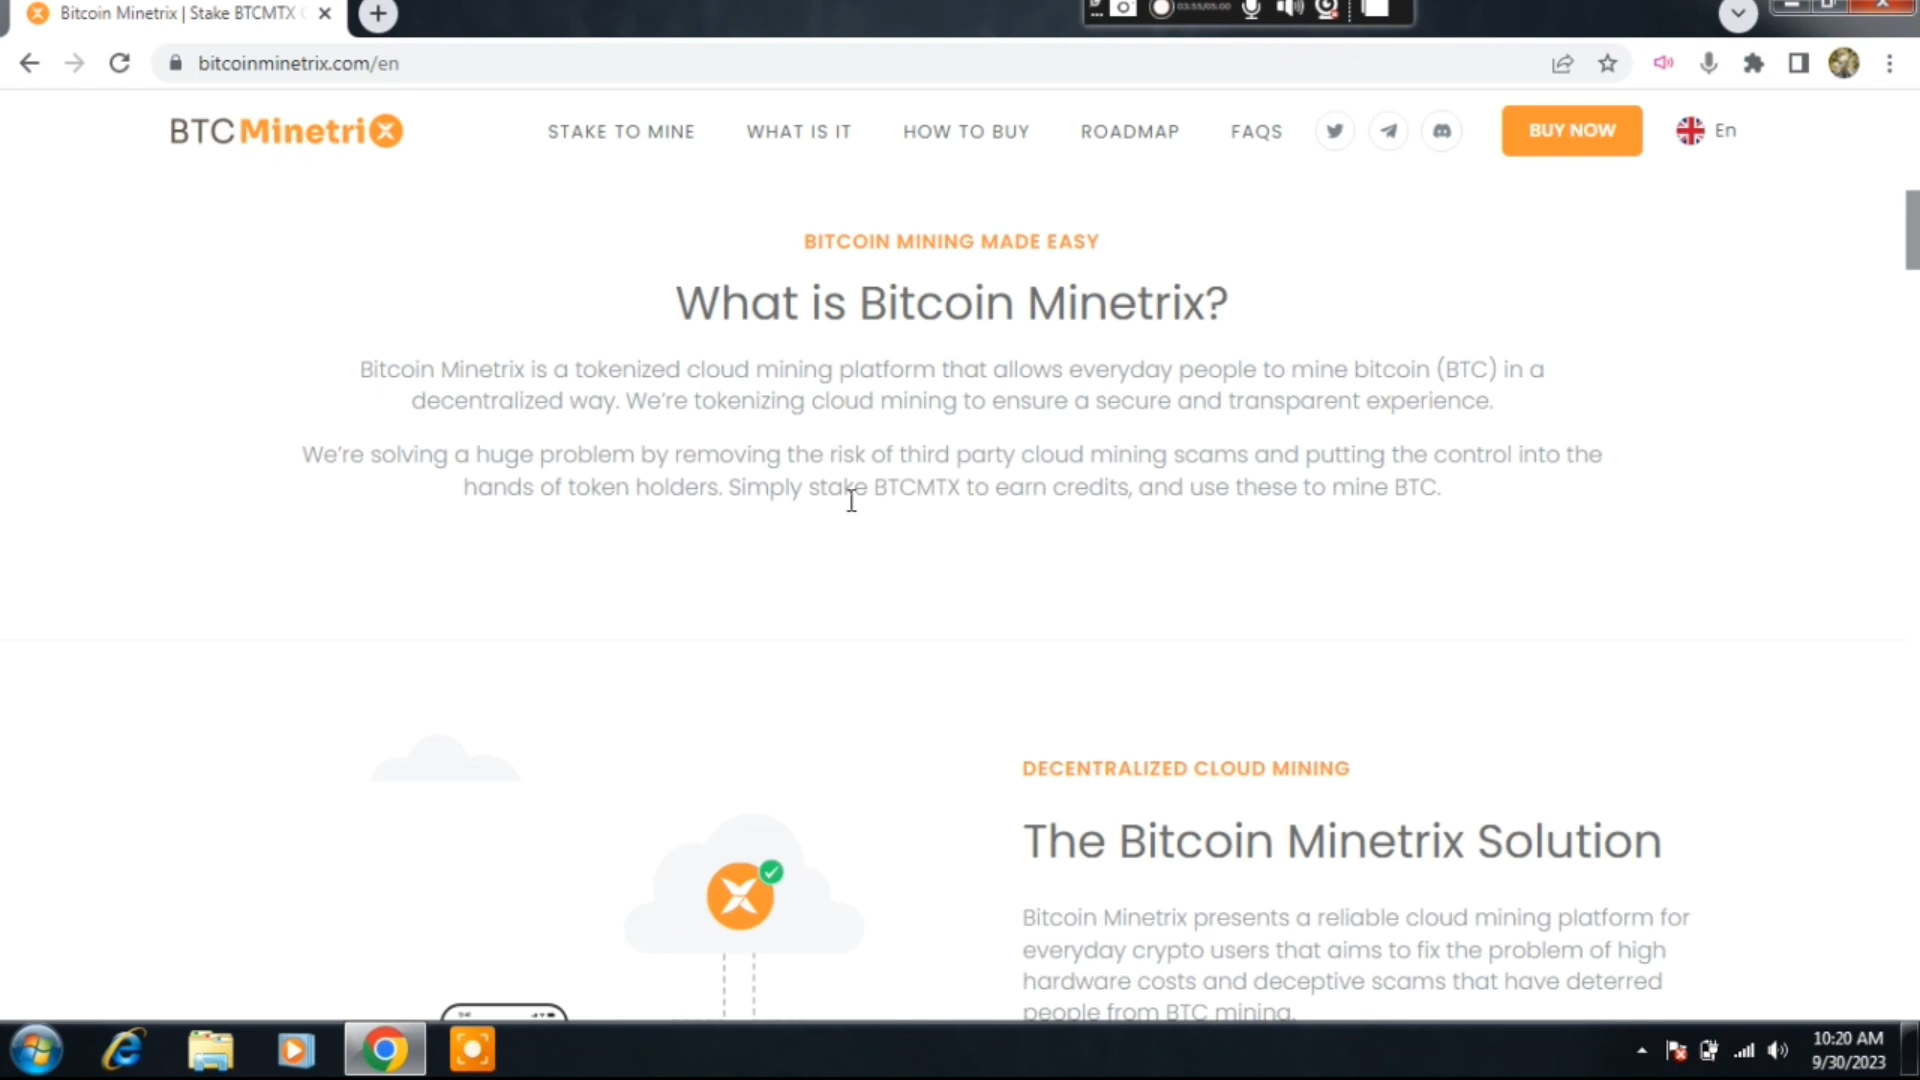 Bitcoin Minetrix | Stake BTCMTX
03:55/05:00
bitcoinminetrix.com/en
BTCMinetriX
STAKE TO MINE
WHAT IS IT
HOW TO BUY
ROADMAP
FAQS
BUY NOW
En
BITCOIN MINING MADE EASY
What is Bitcoin Minetrix?
Bitcoin Minetrix is a tokenized cloud mining platform that allows everyday people to mine bitcoin (BTC) in a
decentralized way. We're tokenizing cloud mining to ensure a secure and transparent experience.
We're solving a huge problem by removing the risk of third party cloud mining scams and putting the control into the
hands of token holders. Simply stake BTCMTX to earn credits, and use these to mine BTC.
DECENTRALIZED CLOUD MINING
The Bitcoin Minetrix Solution
Bitcoin Minetrix presents a reliable cloud mining platform for
everyday crypto users that aims to fix the problem of high
hardware costs and deceptive scams that have deterred
people from BTC mining.
10:20 AM
9/30/2023